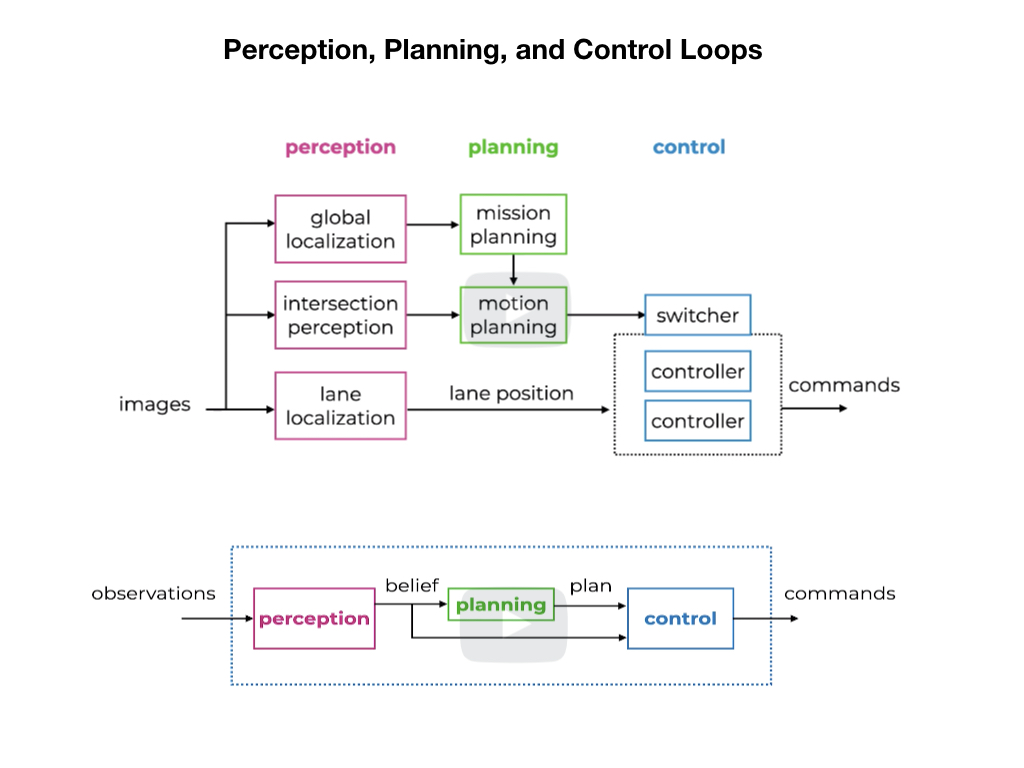 Perception, Planning, and Control Loops
perception
planning
control
global
localization
mission
planning
intersection
perception
motion
planning
switcher
controller
controller
commands
images
lane
localization
lane position
observations
perception
belief
planning
plan
control
commands